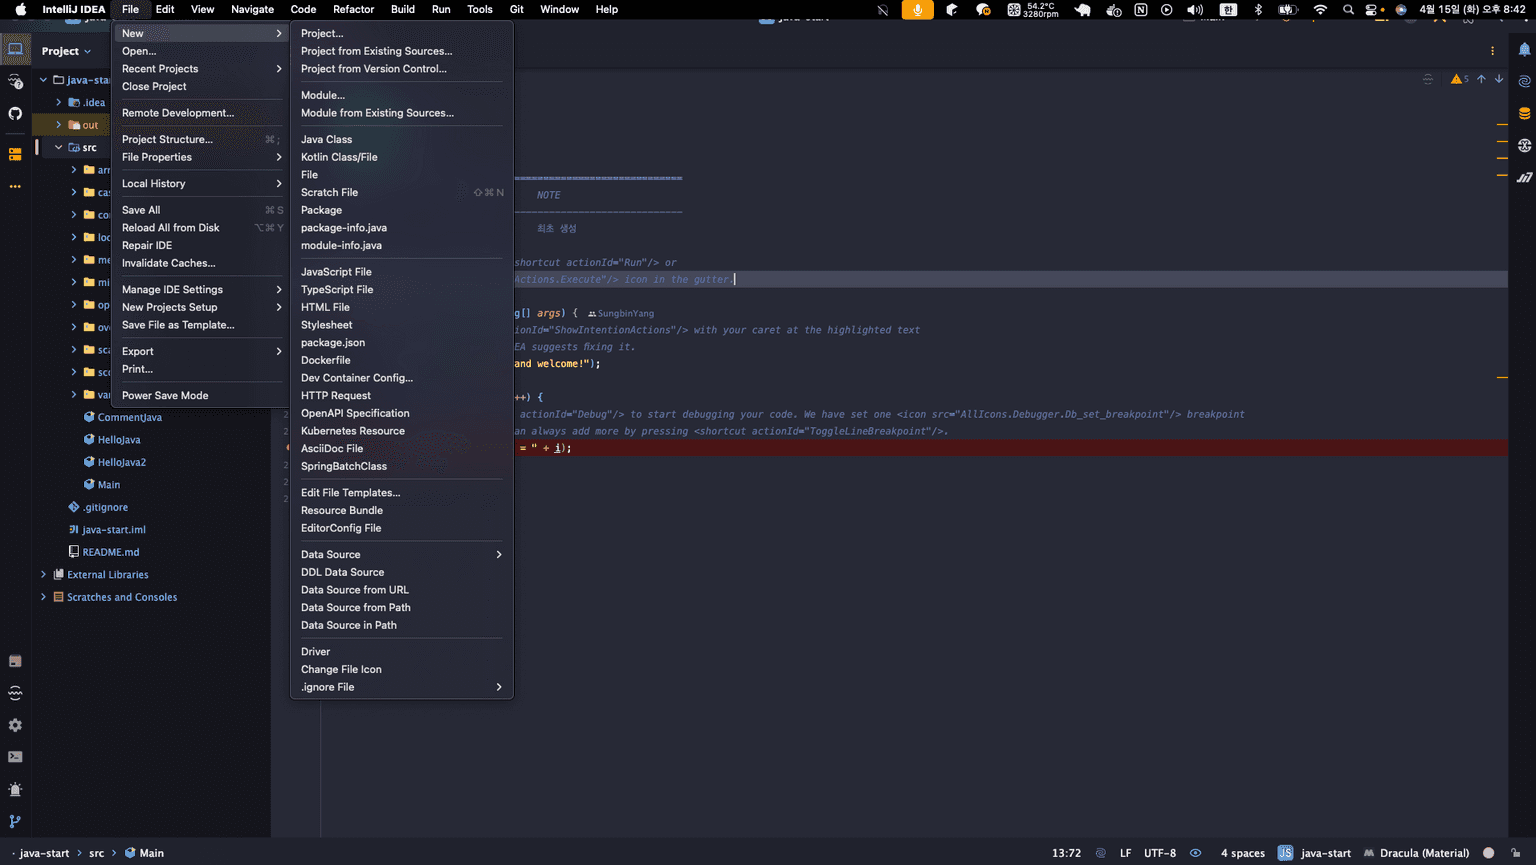 IntelliJ IDEA File Edit View Navigate Code Refactor Build Run Tools Git Window Help
54.2°C
3280rpm
한
4월 15일 (화) 오후 8:42
Project
java-sta
.idea
out
src
arr
cas
loc
me
op
ove
sca
var
CommentJava
HelloJava
HelloJava2
Main
.gitignore
java-start.iml
README.md
External Libraries
Scratches and Consoles
New
Open...
Recent Projects
Close Project
Remote Development...
Project Structure... ⌘ ;
File Properties
Local History
Save All ⌘ S
Reload All from Disk ⌥ ⌘ Y
Repair IDE
Invalidate Caches...
Manage IDE Settings
New Projects Setup
Save File as Template...
Export
Print...
Power Save Mode
Project...
Project from Existing Sources...
Project from Version Control...
Module...
Module from Existing Sources...
Java Class
Kotlin Class/File
File
Scratch File ⇧ ⌘ N
Package
package-info.java
module-info.java
JavaScript File
TypeScript File
HTML File
Stylesheet
package.json
Dockerfile
Dev Container Config...
HTTP Request
OpenAPI Specification
Kubernetes Resource
AsciiDoc File
SpringBatchClass
Edit File Templates...
Resource Bundle
EditorConfig File
Data Source
DDL Data Source
Data Source from URL
Data Source from Path
Data Source in Path
Driver
Change File Icon
.ignore File
5
==============================
NOTE
------------------------------
최초 생성
shortcut actionId="Run"/> or
Actions.Execute"/> icon in the gutter.
g[] args) { SungbinYang
ionId="ShowIntentionActions"/> with your caret at the highlighted text
EA suggests fixing it.
and welcome!");
++) {
actionId="Debug"/> to start debugging your code. We have set one <icon src="AllIcons.Debugger.Db_set_breakpoint"/> breakpoint
an always add more by pressing <shortcut actionId="ToggleLineBreakpoint"/>.
= " + i);
java-start > src > Main
13:72 LF UTF-8 4 spaces JS java-start Dracula (Material)